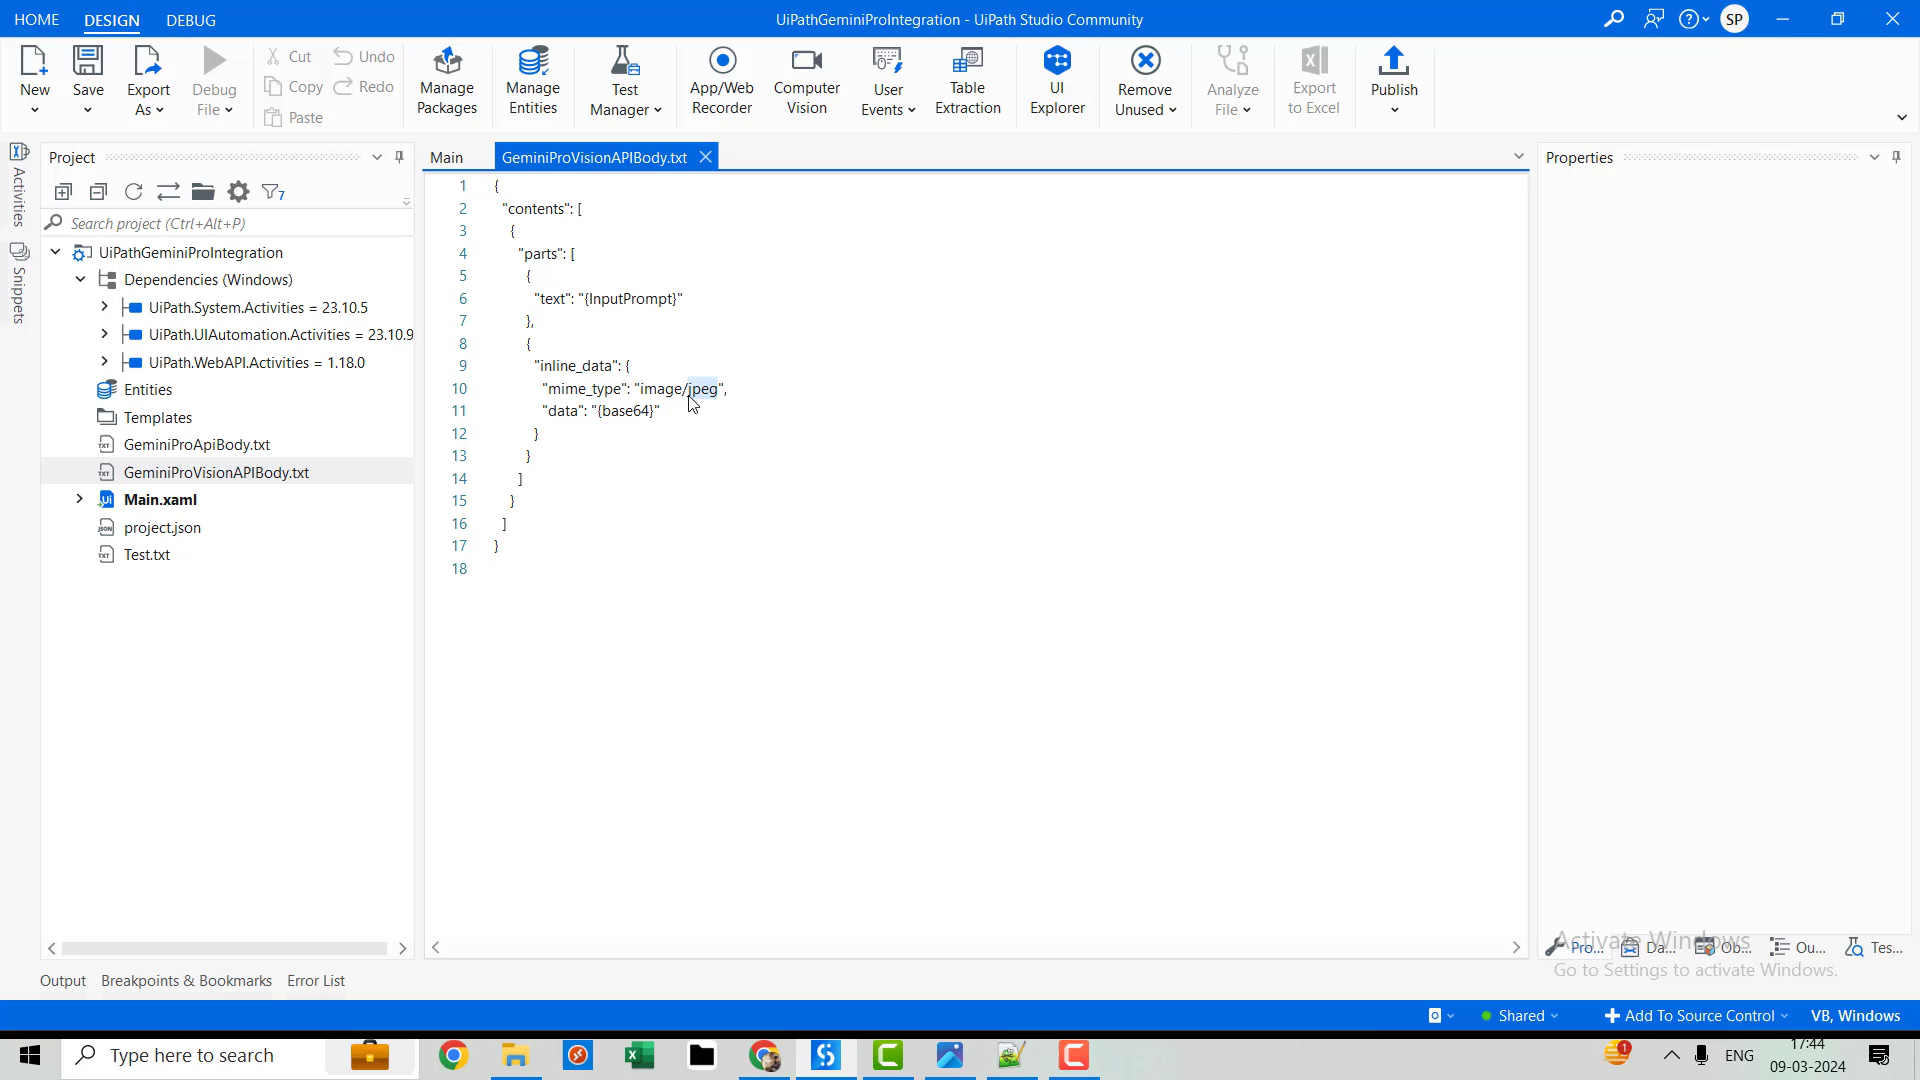 HOME DESIGN DEBUG UiPathGeminiProIntegration - UiPath Studio Community SP
New Save Export As Debug File Cut Copy Paste Undo Redo Manage Packages Manage Entities Test Manager App/Web Recorder Computer Vision User Events Table Extraction UI Explorer Remove Unused Analyze File Export to Excel Publish
Activities
Snippets
Project
7
Search project (Ctrl+Alt+P)
UiPathGeminiProIntegration
Dependencies (Windows)
UiPath.System.Activities = 23.10.5
UiPath.UIAutomation.Activities = 23.10.9
UiPath.WebAPI.Activities = 1.18.0
Entities
Templates
GeminiProApiBody.txt
GeminiProVisionAPIBody.txt
Main.xaml
project.json
Test.txt
Main GeminiProVisionAPIBody.txt
1 {
2 "contents": [
3 {
4 "parts": [
5 {
6 "text": "{InputPrompt}"
7 },
8 {
9 "inline_data": {
10 "mime_type": "image/jpeg",
11 "data": "{base64}"
12 }
13 }
14 ]
15 }
16 ]
17 }
18
Properties
Activate Windows
Go to Settings to activate Windows.
Pro... Da... Ob... Ou... Tes...
Output Breakpoints & Bookmarks Error List
Shared Add To Source Control VB, Windows
Type here to search
1 ENG 17:44
09-03-2024